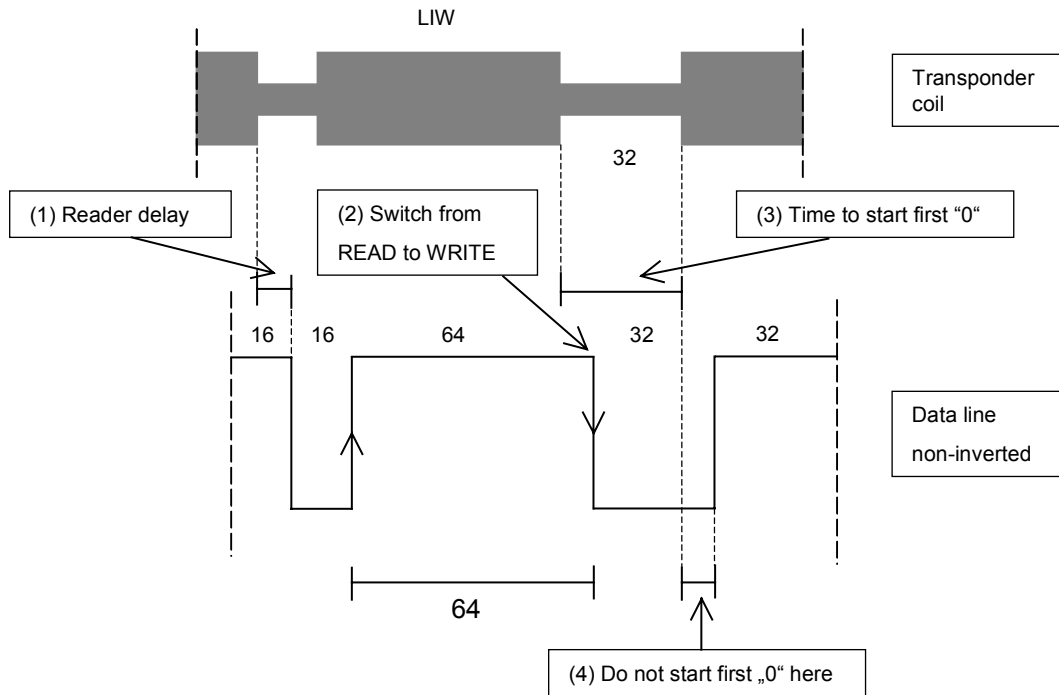 LIW
Transponder
coil
32
(1) Reader delay
(2) Switch from
READ to WRITE
(3) Time to start first “0“
16
16
64
32
32
Data line
non-inverted
64
(4) Do not start first „0“ here